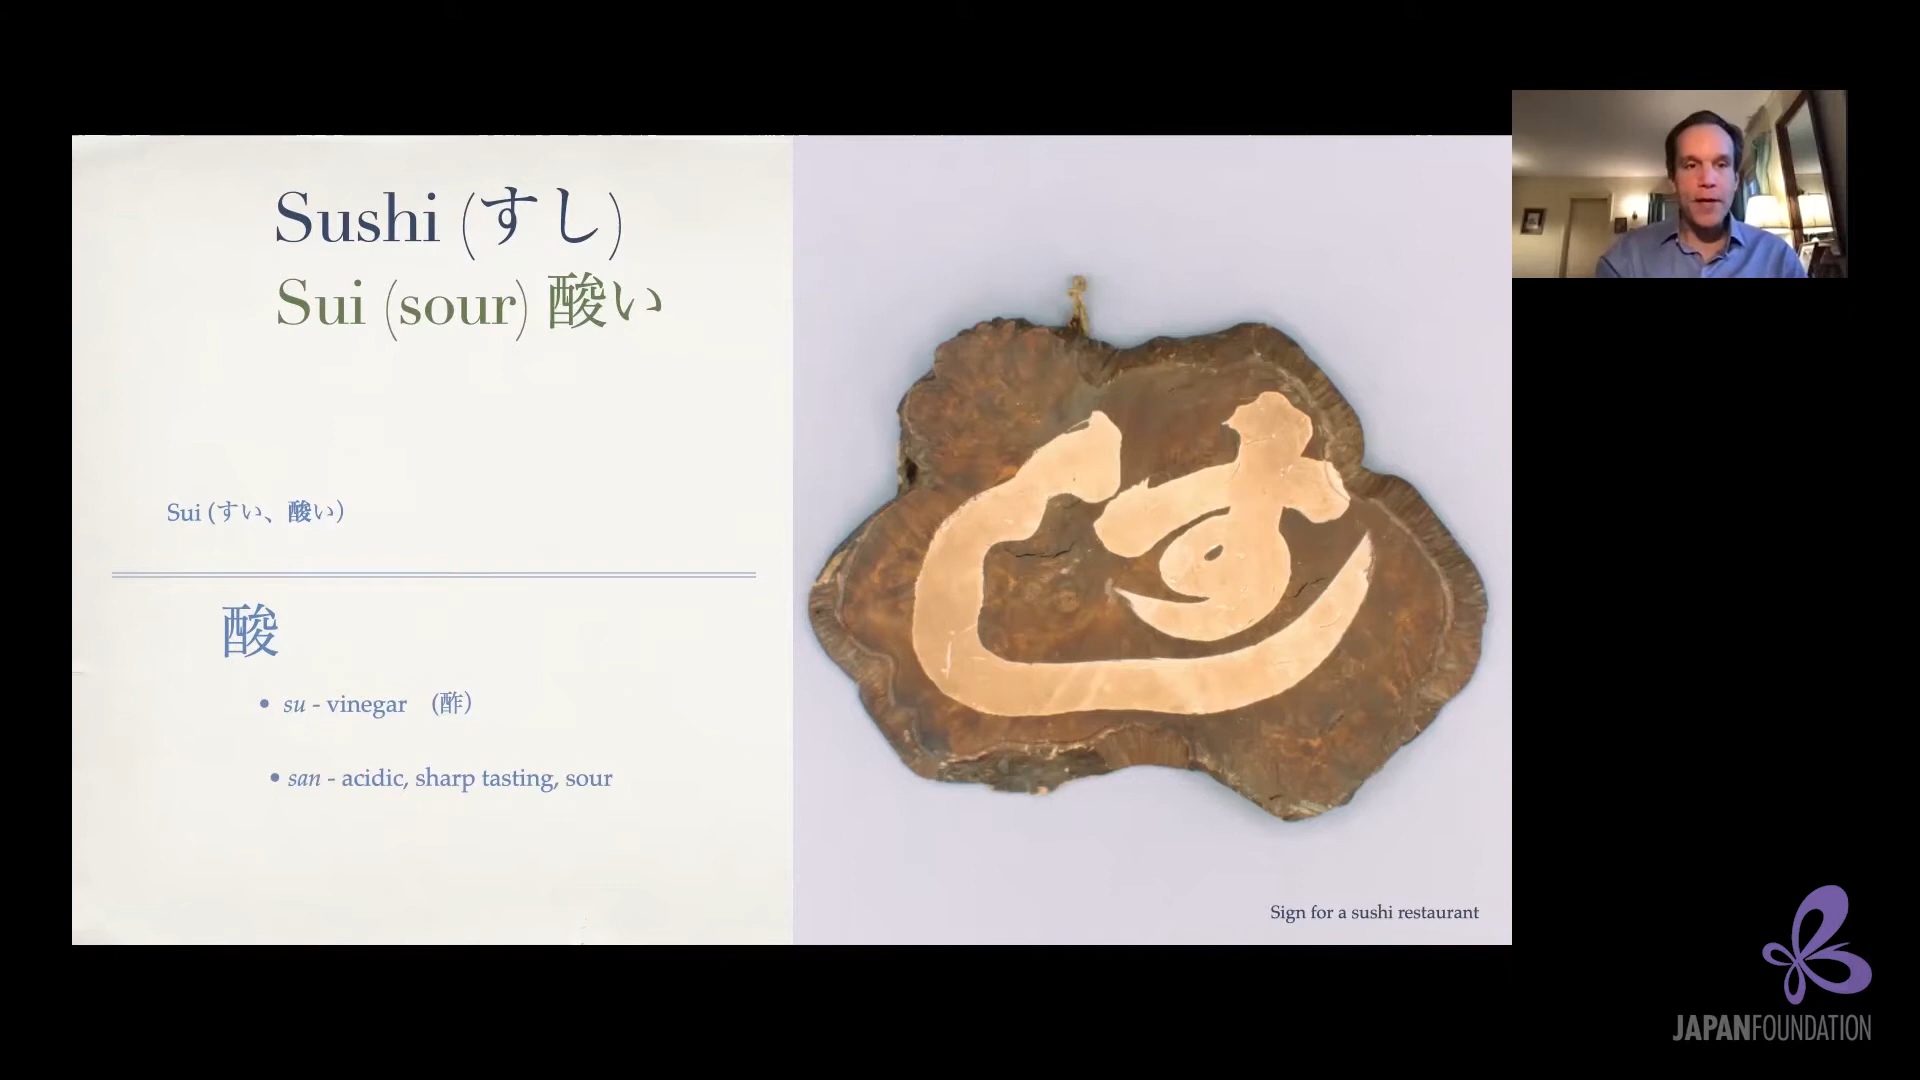 Sushi (すし)
Sui (sour) 酸い
Sui (すい、酸い)
酸
• su - vinegar (酢)
• san - acidic, sharp tasting, sour
すし
Sign for a sushi restaurant
JAPANFOUNDATION